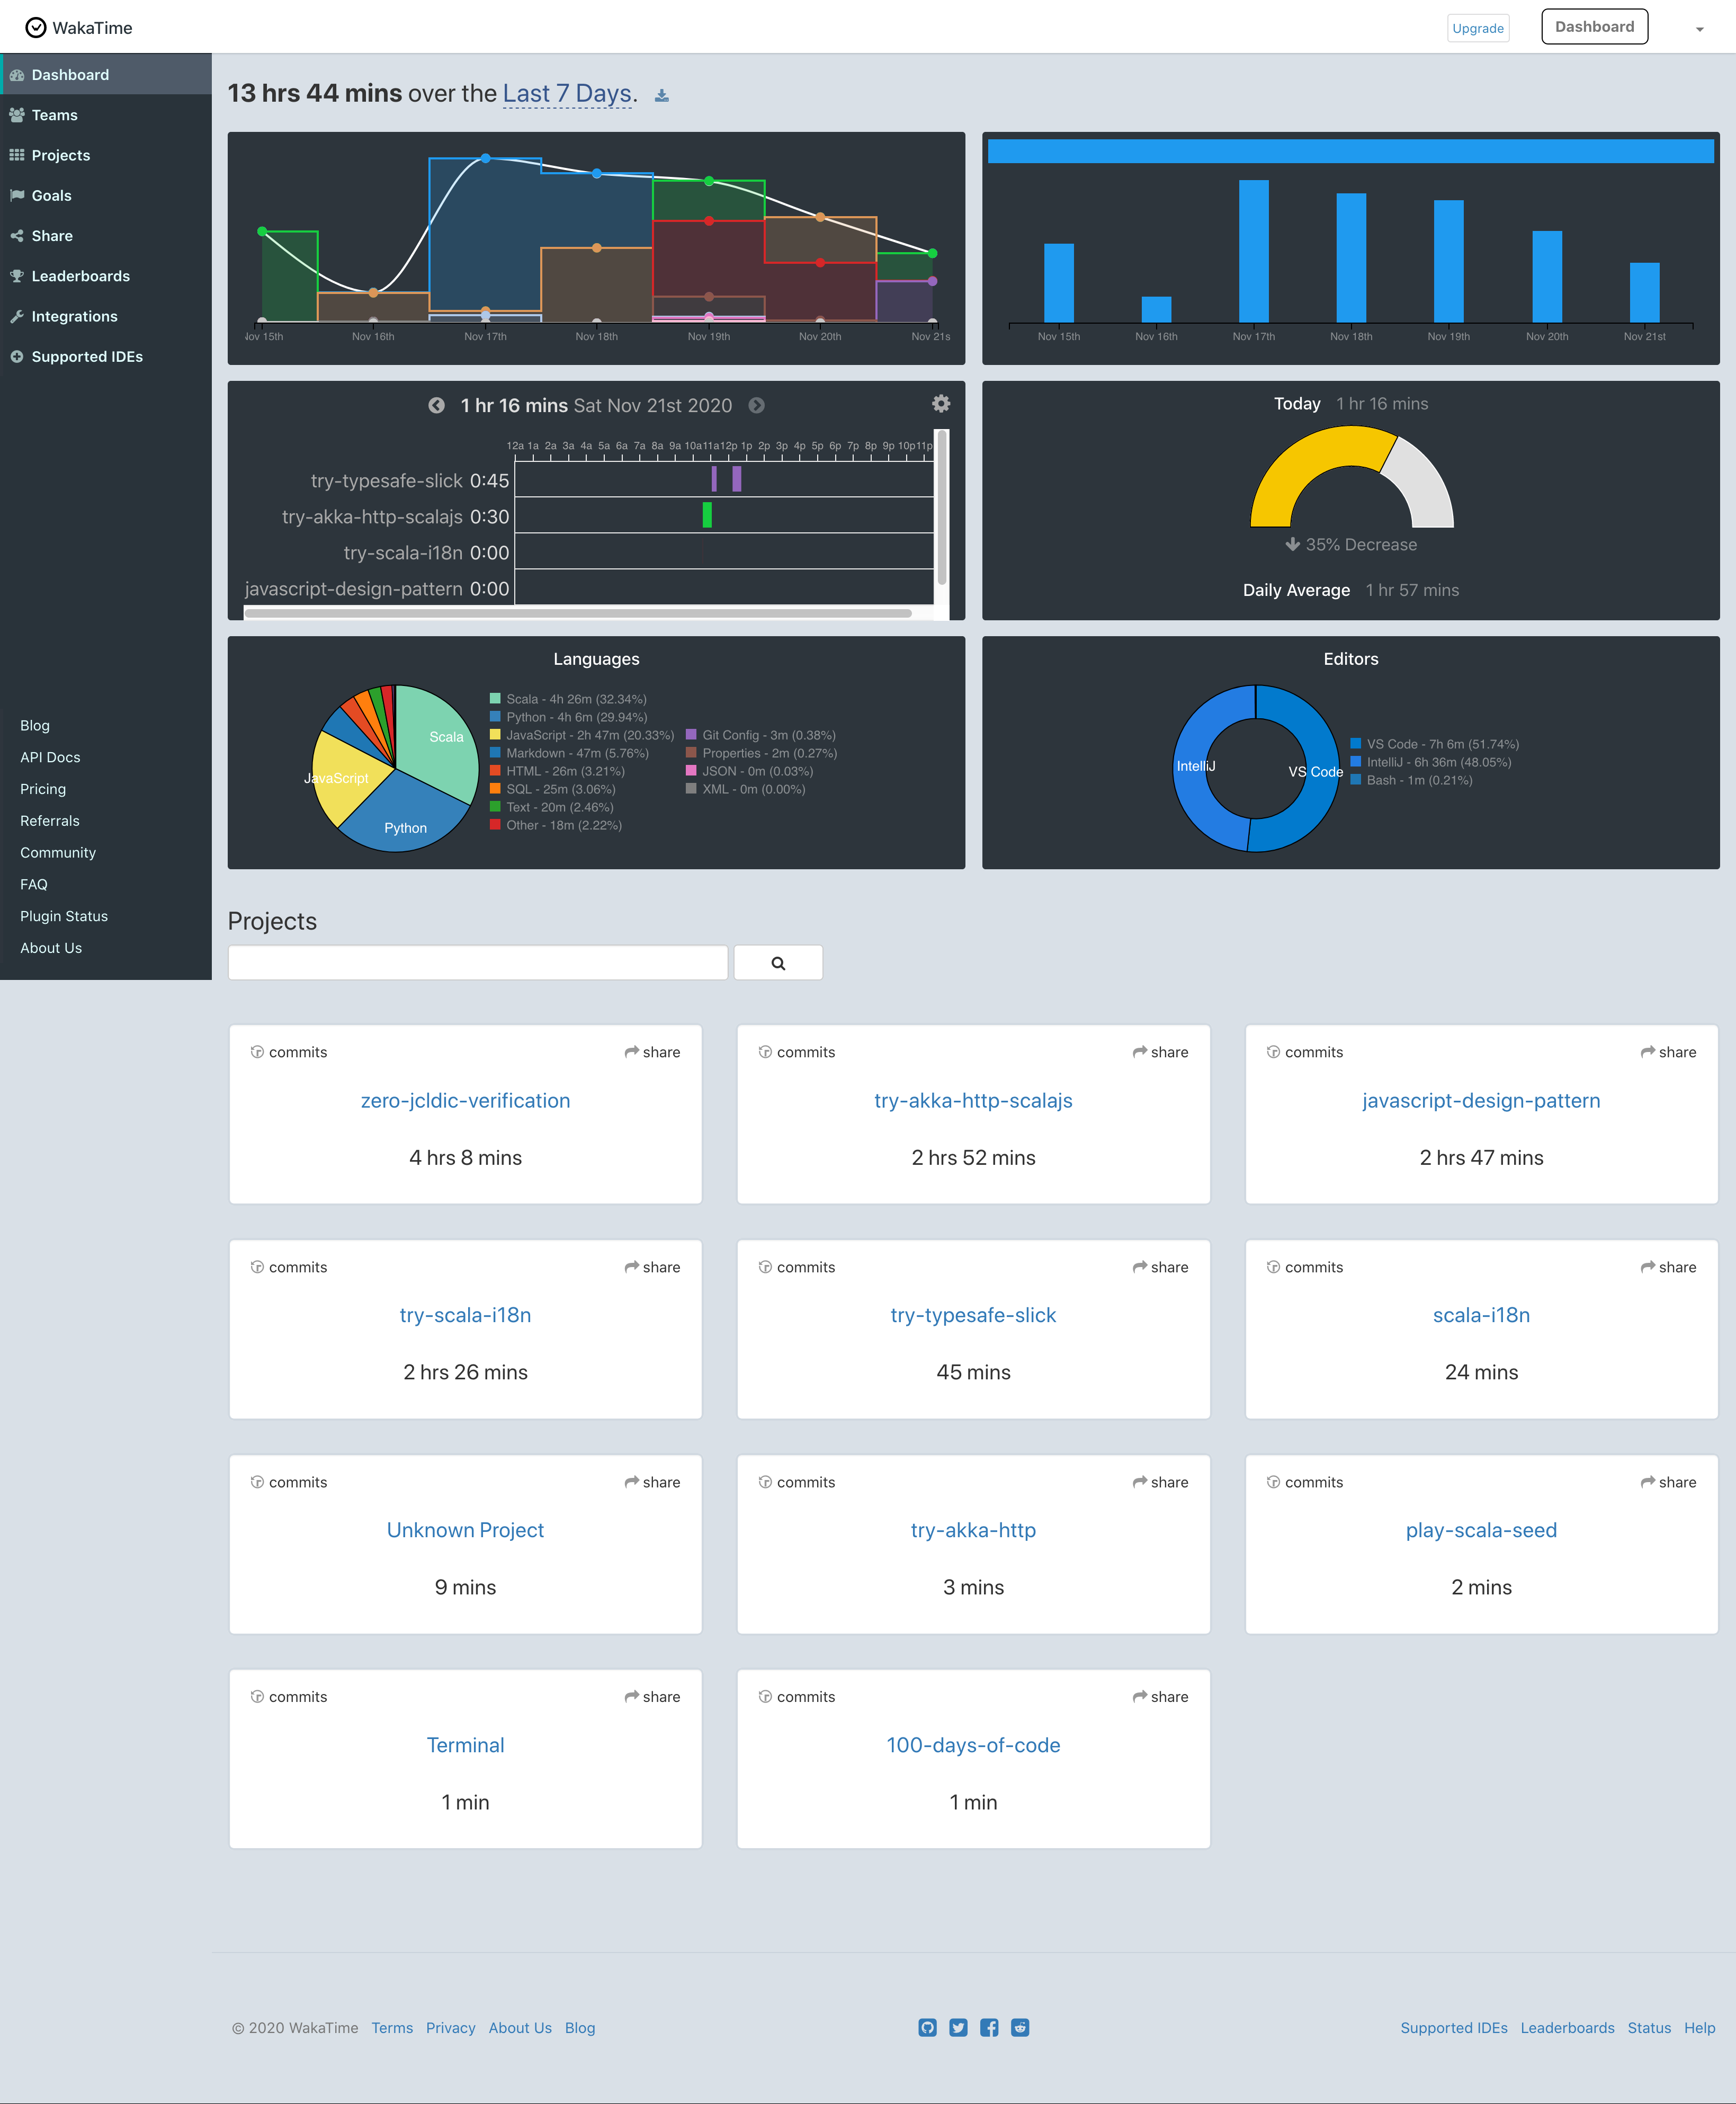 WakaTime
Upgrade
Dashboard
Dashboard
Teams
Projects
Goals
Share
Leaderboards
Integrations
Supported IDEs
Blog
API Docs
Pricing
Referrals
Community
FAQ
Plugin Status
About Us
13 hrs 44 mins over the Last 7 Days.
Nov 15th Nov 16th Nov 17th Nov 18th Nov 19th Nov 20th Nov 21s
Nov 15th Nov 16th Nov 17th Nov 18th Nov 19th Nov 20th Nov 21st
1 hr 16 mins Sat Nov 21st 2020
12a 1a 2a 3a 4a 5a 6a 7a 8a 9a 10a 11a 12p 1p 2p 3p 4p 5p 6p 7p 8p 9p 10p 11p
try-typesafe-slick 0:45
try-akka-http-scalajs 0:30
try-scala-i18n 0:00
javascript-design-pattern 0:00
Today 1 hr 16 mins
35% Decrease
Daily Average 1 hr 57 mins
Languages
Scala
JavaScript
Python
Scala - 4h 26m (32.34%)
Python - 4h 6m (29.94%)
JavaScript - 2h 47m (20.33%)
Markdown - 47m (5.76%)
HTML - 26m (3.21%)
SQL - 25m (3.06%)
Text - 20m (2.46%)
Other - 18m (2.22%)
Git Config - 3m (0.38%)
Properties - 2m (0.27%)
JSON - 0m (0.03%)
XML - 0m (0.00%)
Editors
IntelliJ
VS Code
VS Code - 7h 6m (51.74%)
IntelliJ - 6h 36m (48.05%)
Bash - 1m (0.21%)
Projects
commits share
zero-jcldic-verification
4 hrs 8 mins
commits share
try-akka-http-scalajs
2 hrs 52 mins
commits share
javascript-design-pattern
2 hrs 47 mins
commits share
try-scala-i18n
2 hrs 26 mins
commits share
try-typesafe-slick
45 mins
commits share
scala-i18n
24 mins
commits share
Unknown Project
9 mins
commits share
try-akka-http
3 mins
commits share
play-scala-seed
2 mins
commits share
Terminal
1 min
commits share
100-days-of-code
1 min
© 2020 WakaTime Terms Privacy About Us Blog
Supported IDEs Leaderboards Status Help